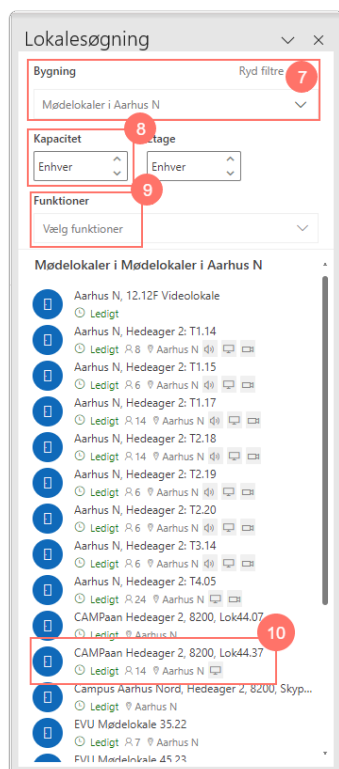 Lokalesøgning
Bygning Ryd filtre 7
Mødelokaler i Aarhus N
Kapacitet 8 Etage
Enhver Enhver
9
Funktioner
Vælg funktioner
Mødelokaler i Mødelokaler i Aarhus N
Aarhus N, 12.12F Videolokale
Ledigt
Aarhus N, Hedeager 2: T1.14
Ledigt 8 Aarhus N
Aarhus N, Hedeager 2: T1.15
Ledigt 6 Aarhus N
Aarhus N, Hedeager 2: T1.17
Ledigt 14 Aarhus N
Aarhus N, Hedeager 2: T2.18
Ledigt 14 Aarhus N
Aarhus N, Hedeager 2: T2.19
Ledigt 6 Aarhus N
Aarhus N, Hedeager 2: T2.20
Ledigt 6 Aarhus N
Aarhus N, Hedeager 2: T3.14
Ledigt 6 Aarhus N
Aarhus N, Hedeager 2: T4.05
Ledigt 24 Aarhus N
CAMPaan Hedeager 2, 8200, Lok44.07
Ledigt Aarhus N 10
CAMPaan Hedeager 2, 8200, Lok44.37
Ledigt 14 Aarhus N
Campus Aarhus Nord, Hedeager 2, 8200, Skyp...
Ledigt Aarhus N
EVU Mødelokale 35.22
Ledigt 7 Aarhus N
EVU Mødelokale 45.23